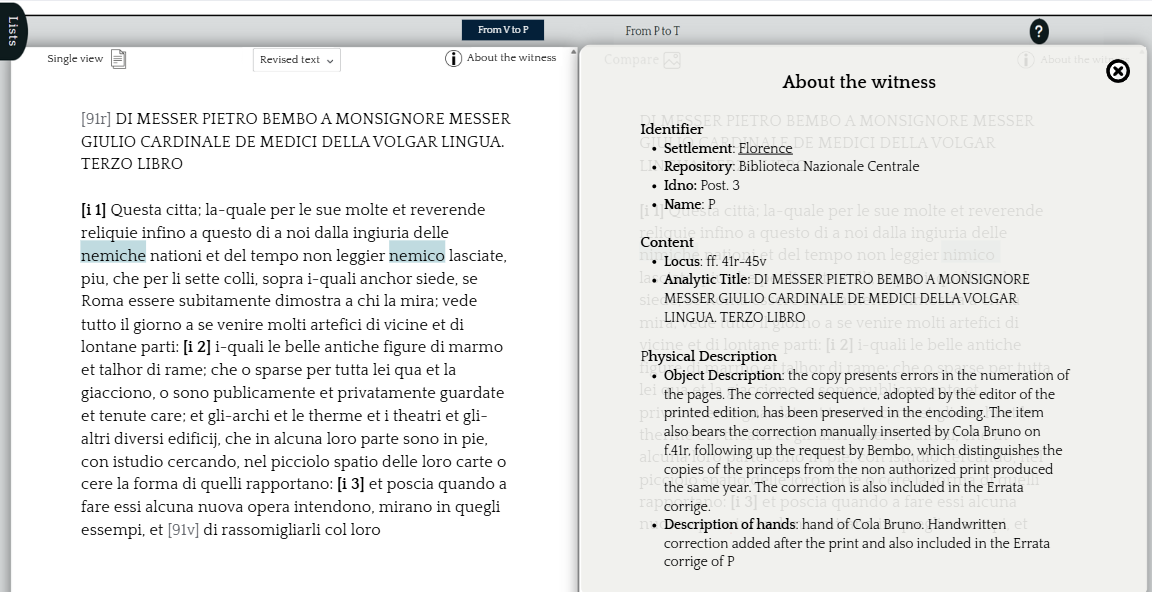 Lists
From V to P
From P to T
?
Single view
Revised text
About the witness
[91r] DI MESSER PIETRO BEMBO A MONSIGNORE MESSER
GIULIO CARDINALE DE MEDICI DELLA VOLGAR LINGUA.
TERZO LIBRO
[i 1] Questa citta; la-quale per le sue molte et reverende
reliquie infino a questo di a noi dalla ingiuria delle
nemiche nationi et del tempo non leggier nemico lasciate,
piu, che per li sette colli, sopra i-quali anchor siede, se
Roma essere subitamente dimostra a chi la mira; vede
tutto il giorno a se venire molti artefici di vicine et di
lontane parti: [i 2] i-quali le belle antiche figure di marmo
et talhor di rame; che o sparse per tutta lei qua et la
giacciono, o sono publicamente et privatamente guardate
et tenute care; et gli-archi et le therme et i theatri et gli-
altri diversi edificij, che in alcuna loro parte sono in pie,
con istudio cercando, nel picciolo spatio delle loro carte o
cere la forma di quelli rapportano: [i 3] et poscia quando a
fare essi alcuna nuova opera intendono, mirano in quegli
essempi, et [91v] di rassomigliarli col loro
Compare
About the
About the witness
Identifier
Settlement: Florence
Repository: Biblioteca Nazionale Centrale
Idno: Post. 3
Name: P
Content
Locus: ff. 41r-45v
Analytic Title: DI MESSER PIETRO BEMBO A MONSIGNORE
MESSER GIULIO CARDINALE DE MEDICI DELLA VOLGAR
LINGUA. TERZO LIBRO
Physical Description
Object Description: the copy presents errors in the numeration of
the pages. The corrected sequence, adopted by the editor of the
printed edition, has been preserved in the encoding. The item
also bears the correction manually inserted by Cola Bruno on
f.41r, following up the request by Bembo, which distinguishes the
copies of the princeps from the non authorized print produced
the same year. The correction is also included in the Errata
corrige.
Description of hands: hand of Cola Bruno. Handwritten
correction added after the print and also included in the Errata
corrige of P